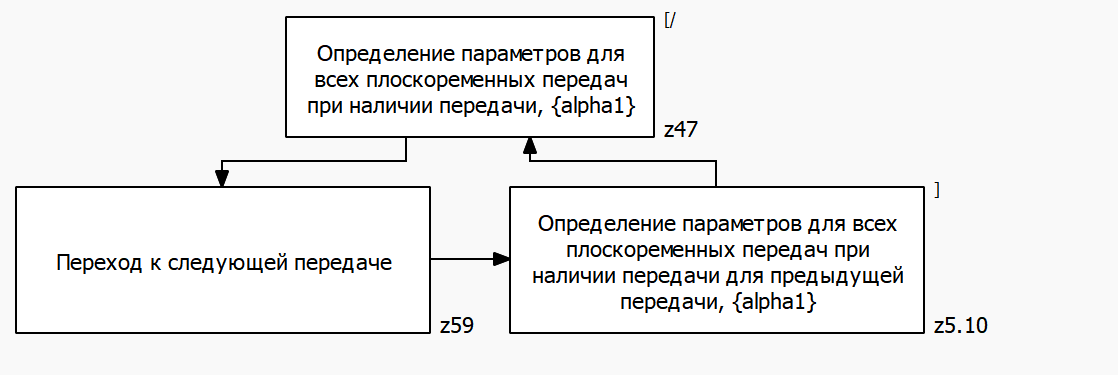 [/
Определение параметров для
всех плоскоременных передач
при наличии передачи, {alpha1}
z47
Переход к следующей передаче
z59
]
Определение параметров для всех
плоскоременных передач при
наличии передачи для предыдущей
передачи, {alpha1}
z5.10